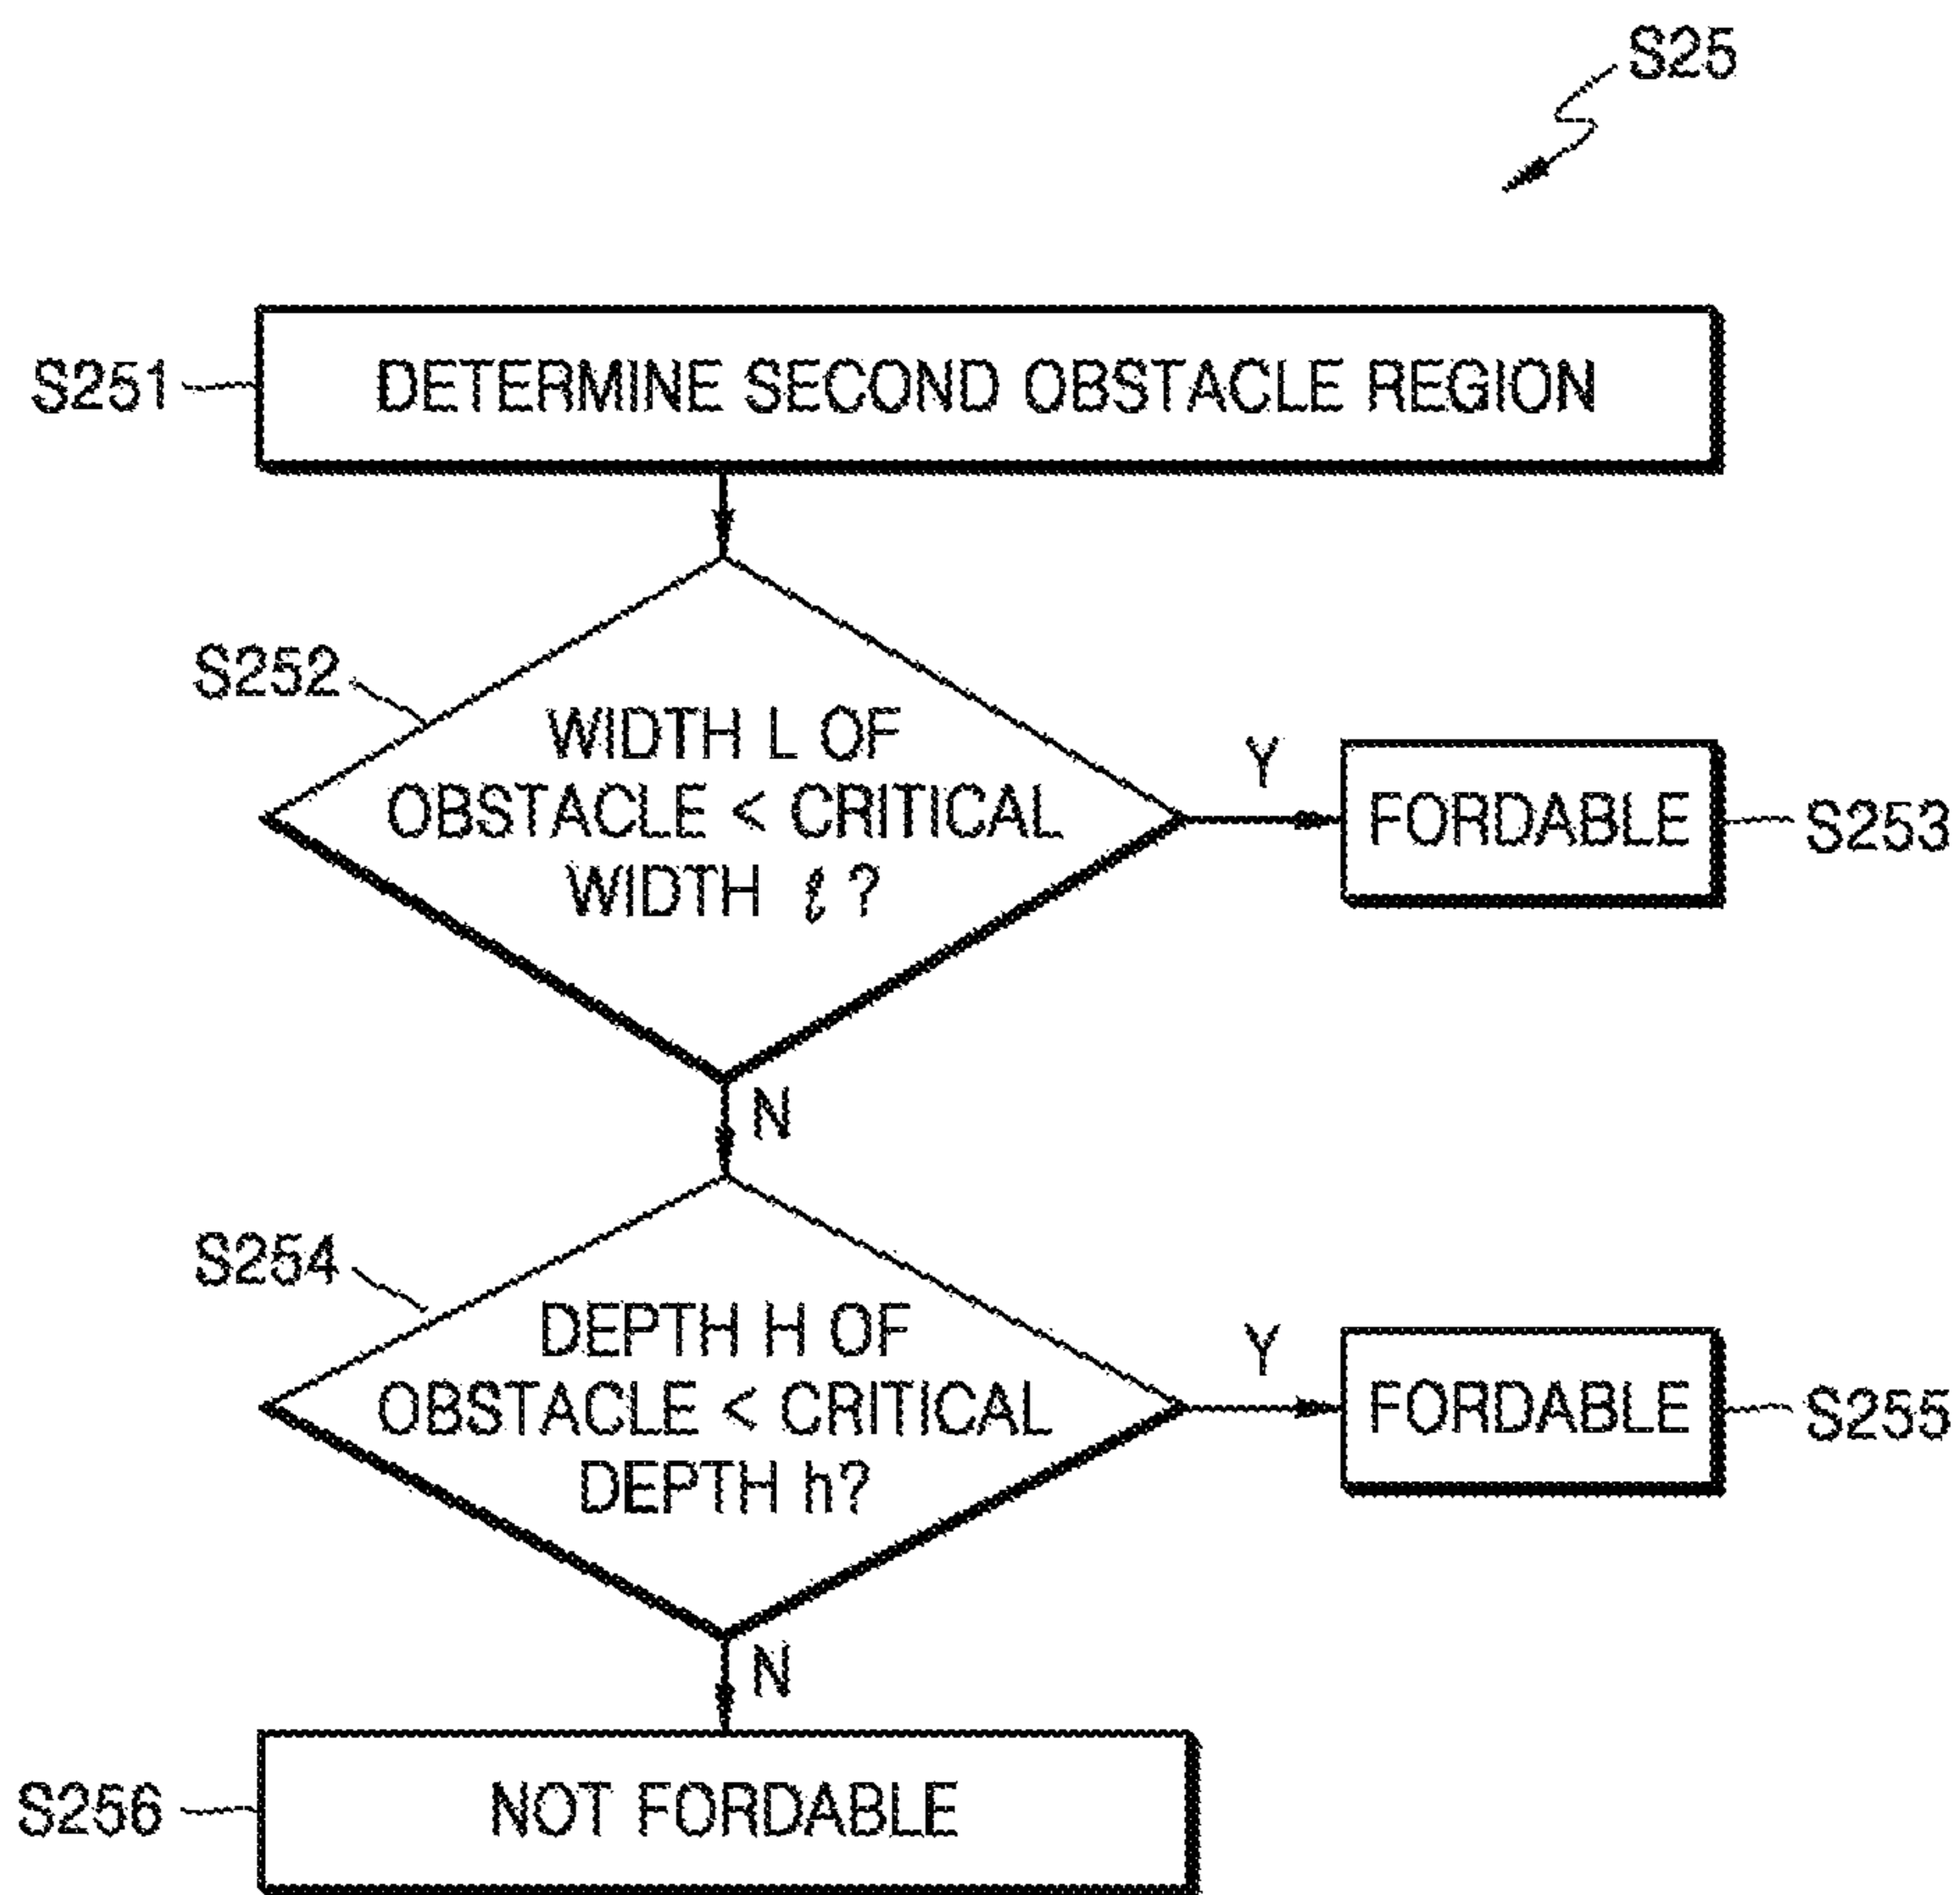 S25
S251
DETERMINE SECOND OBSTACLE REGION
S252
WIDTH L OF
OBSTACLE < CRITICAL
WIDTH ℓ ?
Y
FORDABLE
S253
N
S254
DEPTH H OF
OBSTACLE < CRITICAL
DEPTH h?
Y
FORDABLE
S255
N
S256
NOT FORDABLE